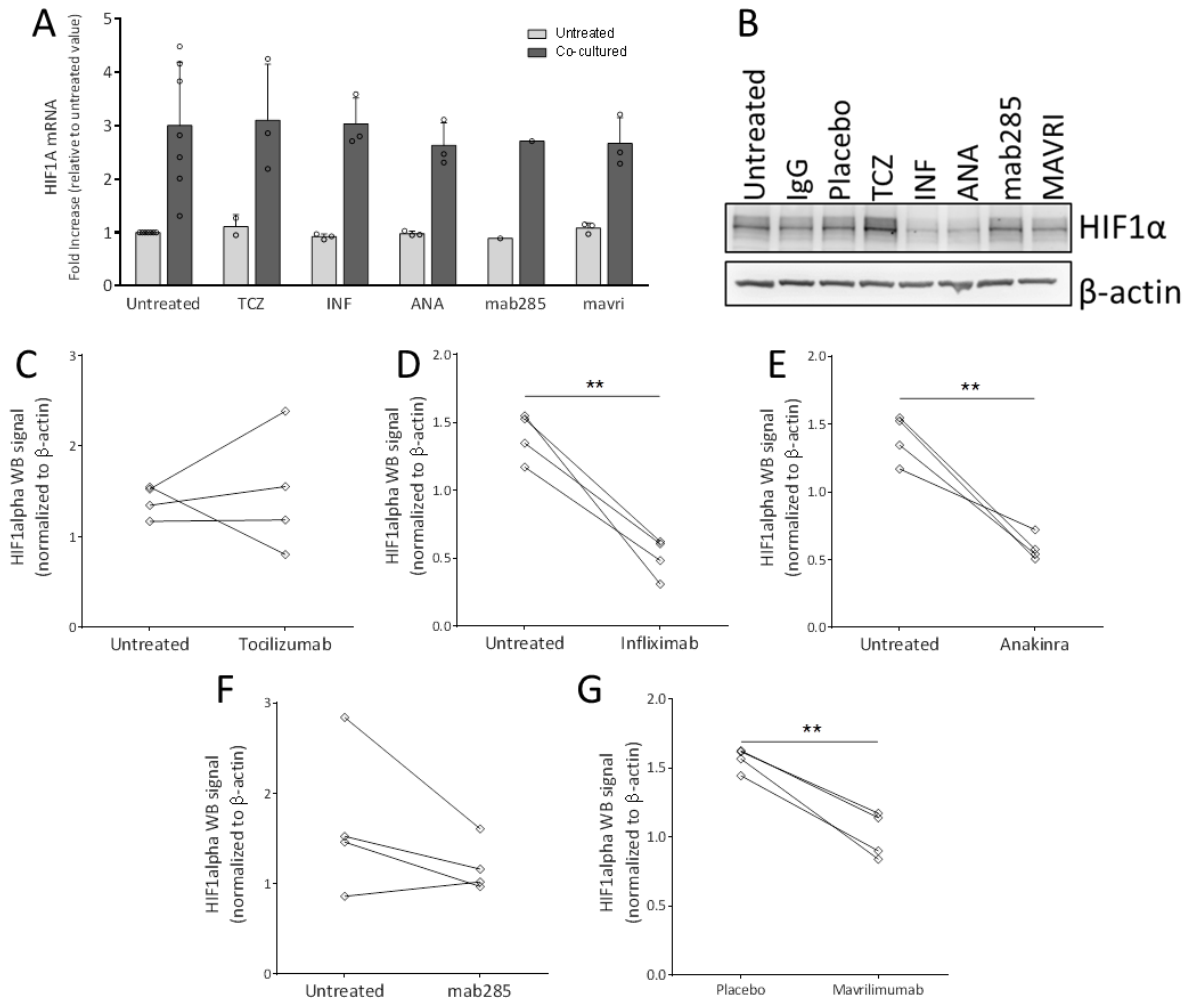 A
HIF1A mRNA
Fold Increase (relative to untreated value)
5
4
3
2
1
0
Untreated
Co-cultured
Untreated TCZ INF ANA mab285 mavri
B
Untreated
IgG
Placebo
TCZ
INF
ANA
mab285
MAVRI
HIF1α
β-actin
C
HIF1alpha WB signal
(normalized to β-actin)
3
2
1
0
Untreated Tocilizumab
D
HIF1alpha WB signal
(normalized to β-actin)
2.0
1.5
1.0
0.5
0.0
**
Untreated Infliximab
E
HIF1alpha WB signal
(normalized to β-actin)
2.0
1.5
1.0
0.5
0.0
**
Untreated Anakinra
F
HIF1alpha WB signal
(normalized to β-actin)
3
2
1
0
Untreated mab285
G
HIF1alpha WB signal
(normalized to β-actin)
2.0
1.5
1.0
0.5
0.0
**
Placebo Mavrilimumab